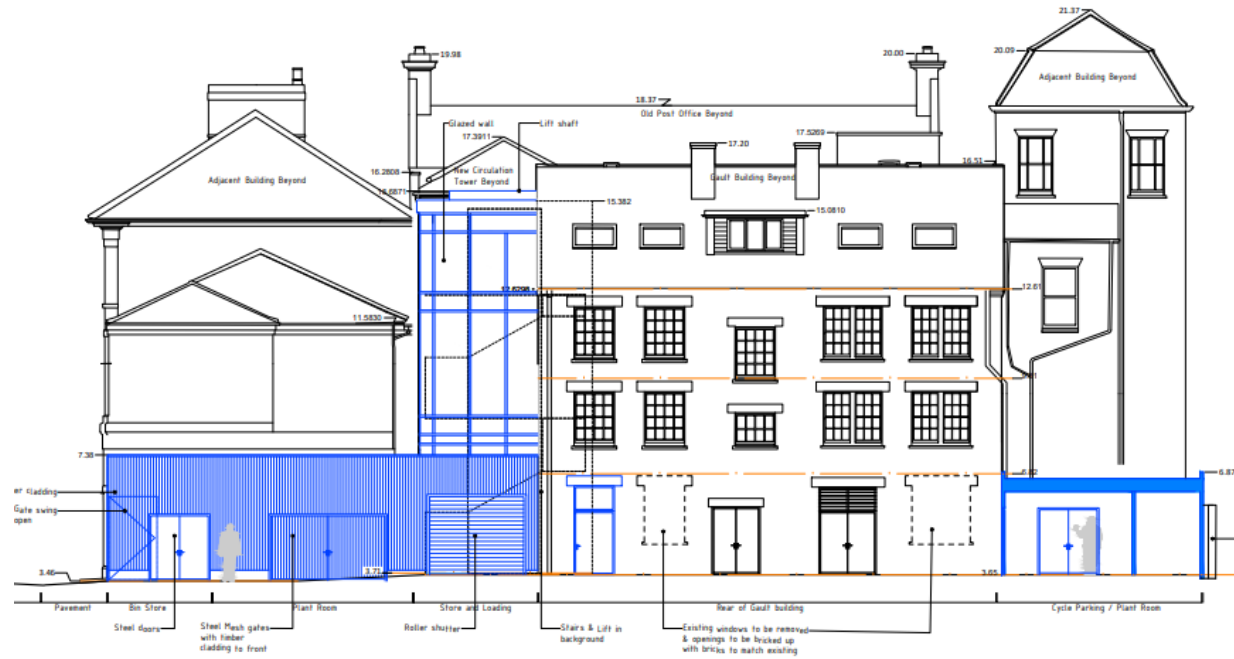 21.37
20.09
Adjacent Building Beyond
19.98
20.00
18.37
Old Post Office Beyond
Glazed wall
Lift shaft
17.3911
17.5269
17.20
16.51
16.2808
New Circulation
Tower Beyond
Adjacent Building Beyond
Gault Building Beyond
15.382
15.0810
12.6298
12.61
11.5830
7.38
6.82
6.87
er cladding
Gate swing
open
3.46
3.71
3.65
Pavement
Bin Store
Plant Room
Store and Loading
Rear of Gault building
Cycle Parking / Plant Room
Steel doors
Steel Mesh gates
with timber
cladding to front
Roller shutter
Stairs & Lift in
background
Existing windows to be removed
& openings to be bricked up
with bricks to match existing